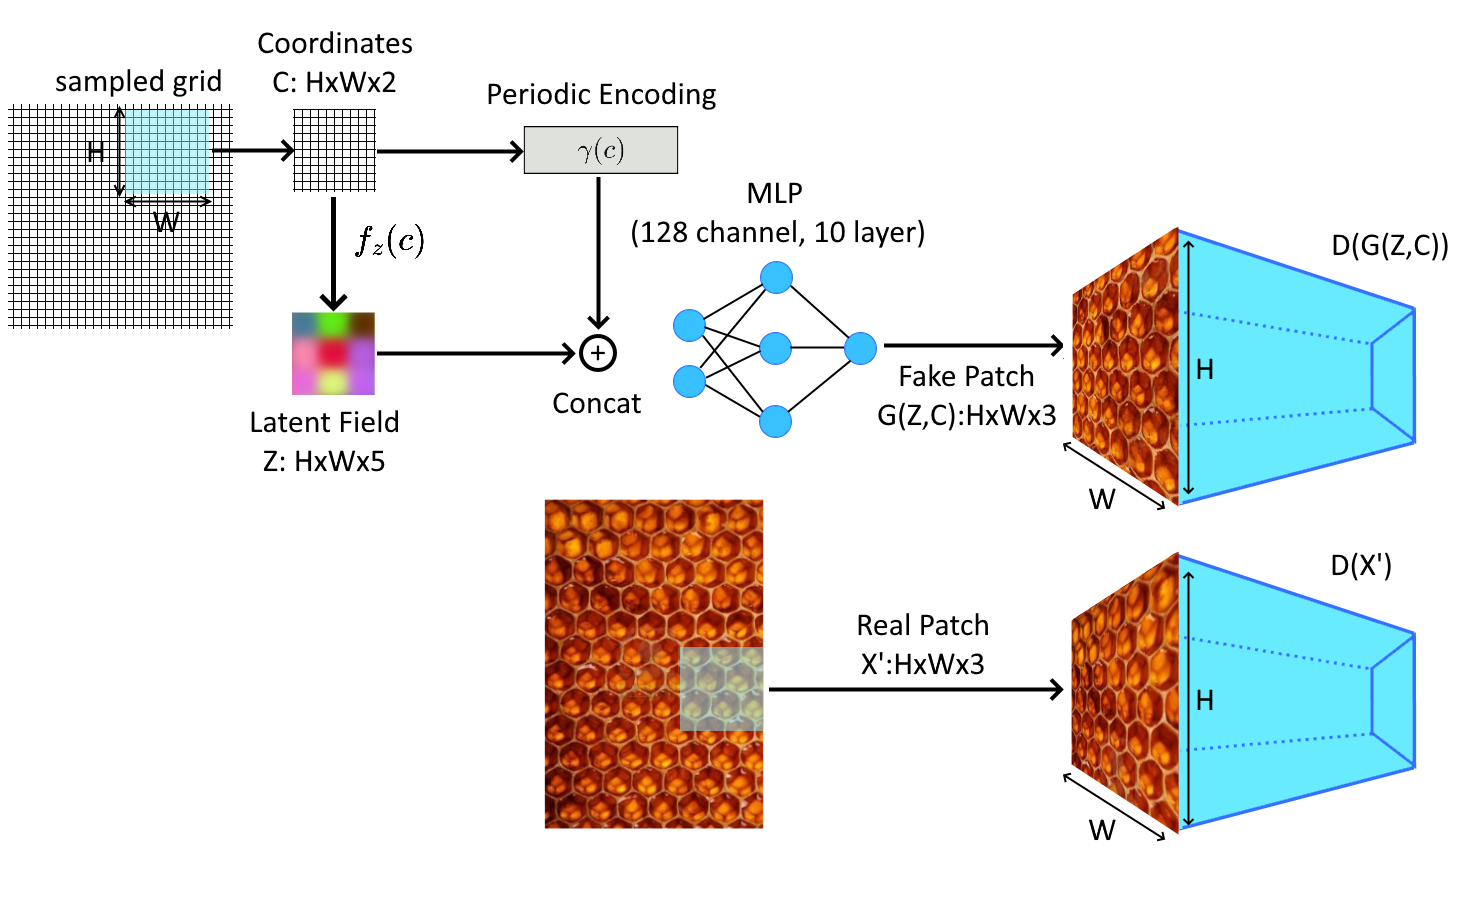 sampled grid
H
W
Coordinates
C: HxWx2
f_z(c)
Latent Field
Z: HxWx5
Periodic Encoding
γ(c)
+
Concat
MLP
(128 channel, 10 layer)
Fake Patch
G(Z,C):HxWx3
D(G(Z,C))
H
W
Real Patch
X':HxWx3
D(X')
H
W